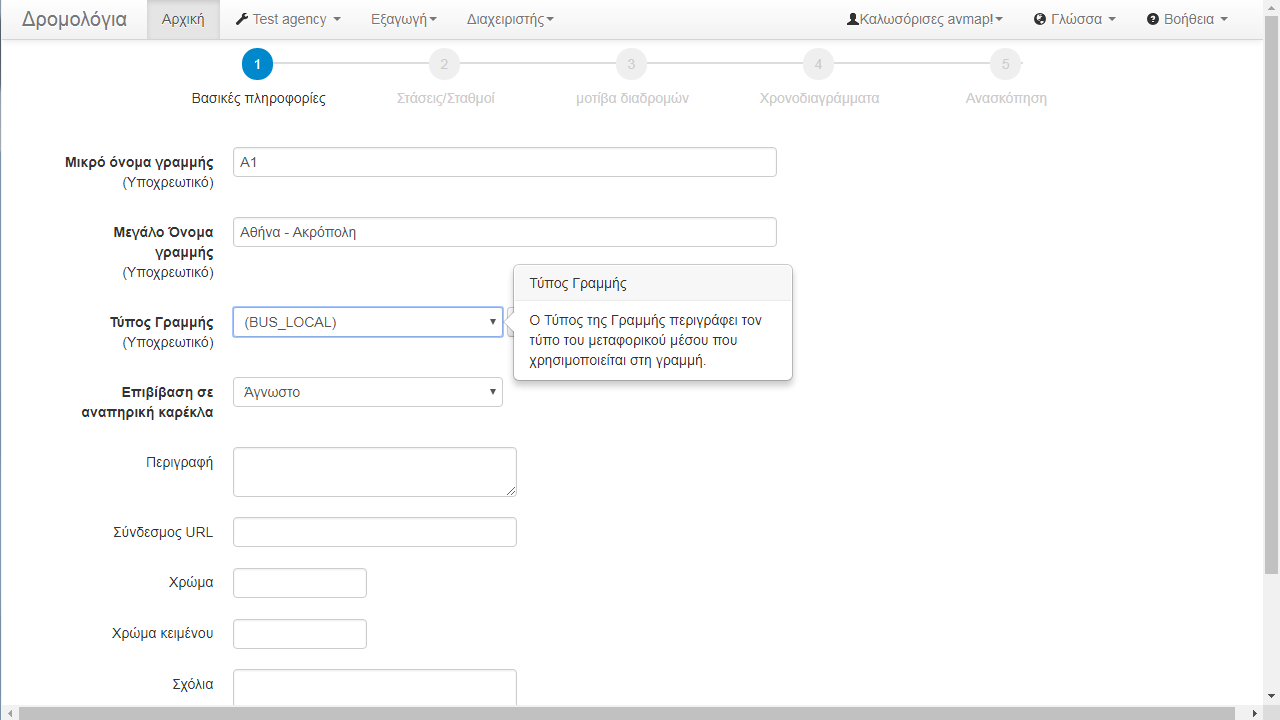 Δρομολόγια Αρχική Test agency Εξαγωγή Διαχειριστής Καλωσόρισες avmap! Γλώσσα Βοήθεια
1 2 3 4 5
Βασικές πληροφορίες Στάσεις/Σταθμοί μοτίβα διαδρομών Χρονοδιαγράμματα Ανασκόπηση
Μικρό όνομα γραμμής A1
(Υποχρεωτικό)
Μεγάλο Όνομα Αθήνα - Ακρόπολη
γραμμής
(Υποχρεωτικό)
Τύπος Γραμμής
Τύπος Γραμμής (BUS_LOCAL) Ο Τύπος της Γραμμής περιγράφει τον
(Υποχρεωτικό) τύπο του μεταφορικού μέσου που
χρησιμοποιείται στη γραμμή.
Επιβίβαση σε Άγνωστο
αναπηρική καρέκλα
Περιγραφή
Σύνδεσμος URL
Χρώμα
Χρώμα κειμένου
Σχόλια